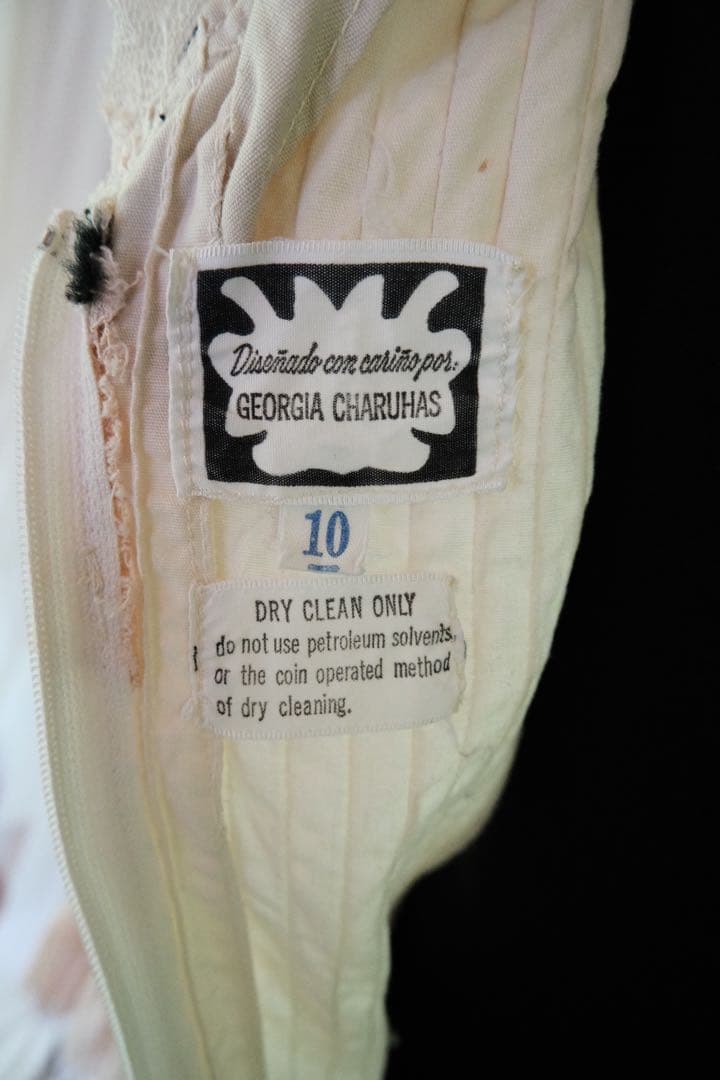 Diseñado con cariño por:
GEORGIA CHARUHAS
10
DRY CLEAN ONLY
do not use petroleum solvents,
or the coin operated method
of dry cleaning.